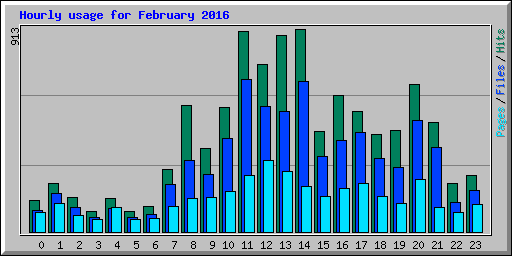 Hourly usage for February 2016
913
Pages/Files/Hits
0 1 2 3 4 5 6 7 8 9 10 11 12 13 14 15 16 17 18 19 20 21 22 23